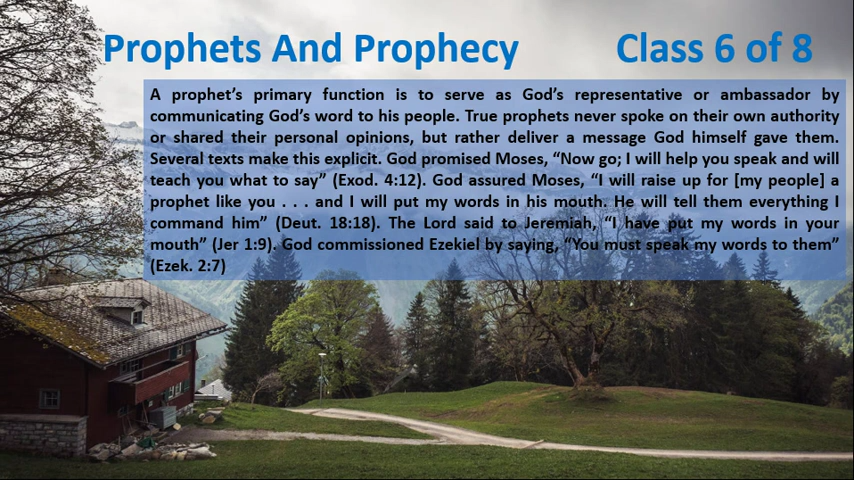 Prophets And Prophecy Class 6 of 8
A prophet’s primary function is to serve as God’s representative or ambassador by
communicating God’s word to his people. True prophets never spoke on their own authority
or shared their personal opinions, but rather deliver a message God himself gave them.
Several texts make this explicit. God promised Moses, “Now go; I will help you speak and will
teach you what to say” (Exod. 4:12). God assured Moses, “I will raise up for [my people] a
prophet like you . . . and I will put my words in his mouth. He will tell them everything I
command him” (Deut. 18:18). The Lord said to Jeremiah, “I have put my words in your
mouth” (Jer 1:9). God commissioned Ezekiel by saying, “You must speak my words to them”
(Ezek. 2:7)